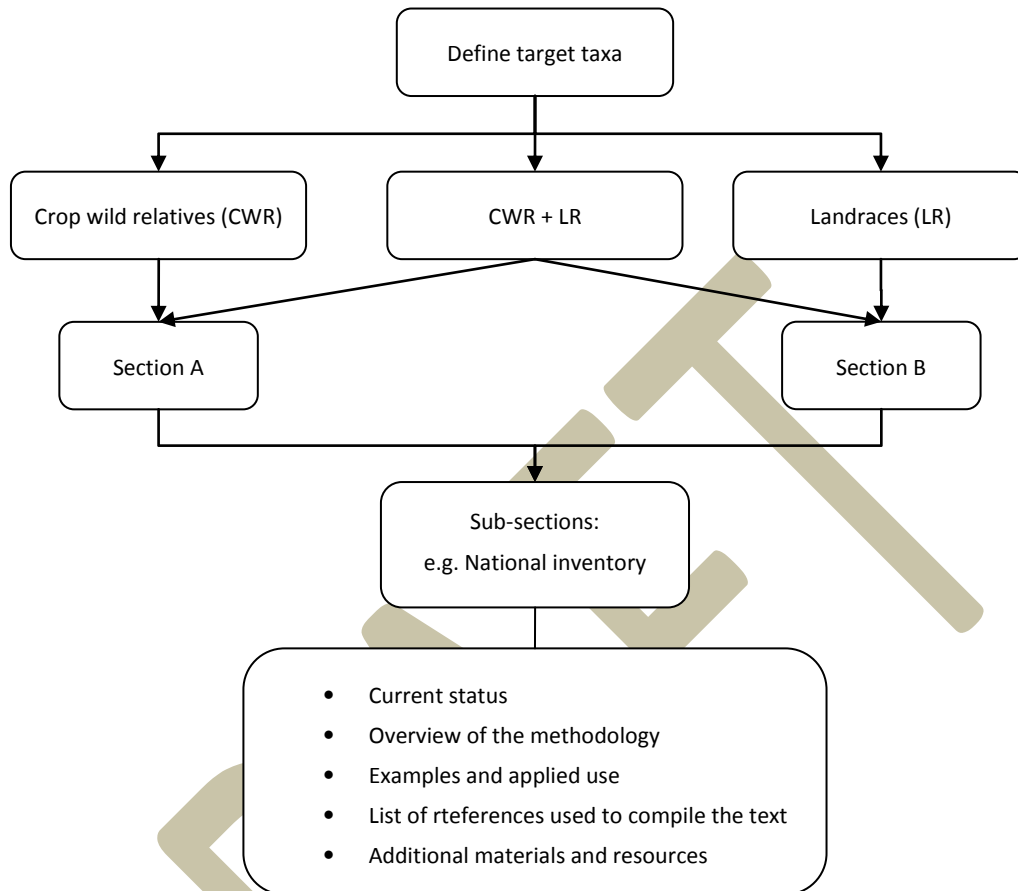 Define target taxa
Crop wild relatives (CWR)
CWR + LR
Landraces (LR)
Section A
Section B
Sub-sections:
e.g. National inventory
• Current status
• Overview of the methodology
• Examples and applied use
• List of rteferences used to compile the text
• Additional materials and resources